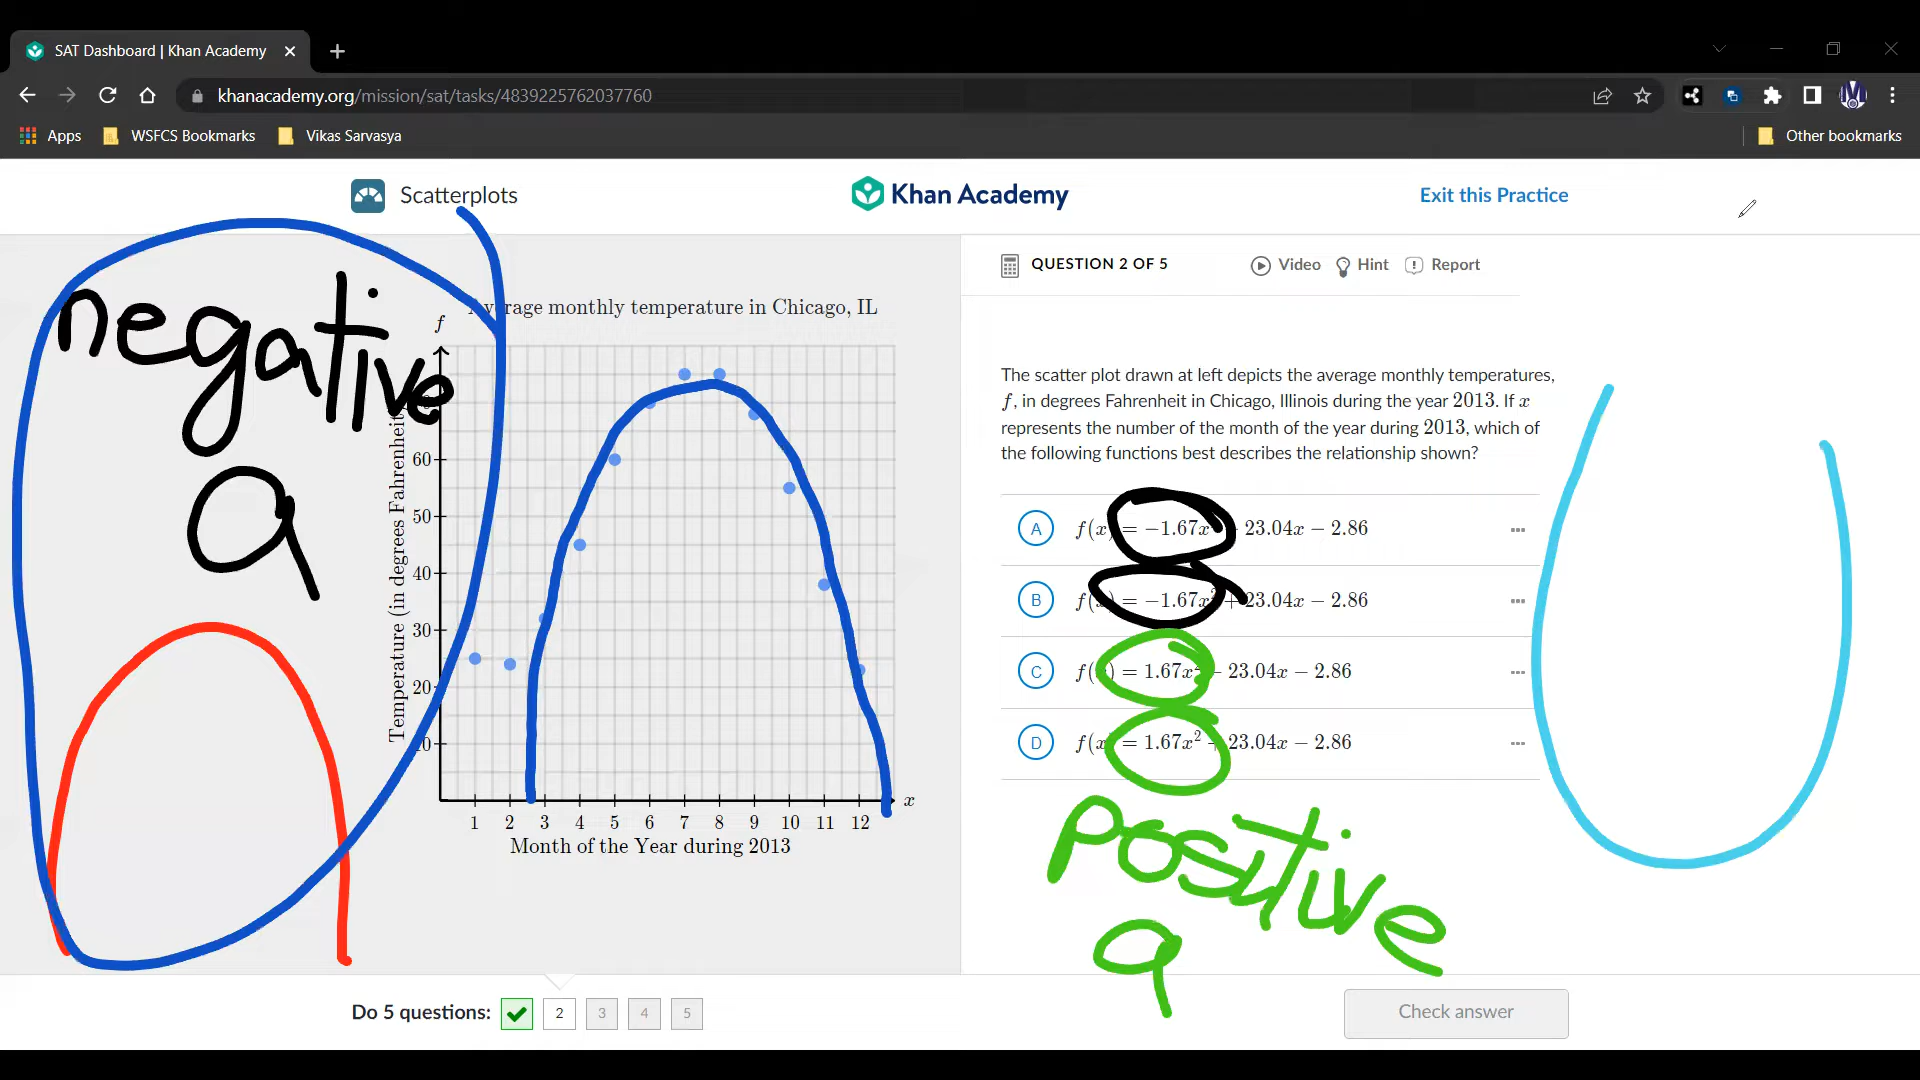 SAT Dashboard | Khan Academy
khanacademy.org/mission/sat/tasks/4839225762037760
Apps WSFCS Bookmarks Vikas Sarvasya Other bookmarks
Scatterplots
Khan Academy
Exit this Practice
negative
a
Average monthly temperature in Chicago, IL
f
Temperature (in degrees Fahrenheit)
60
50
40
30
20
10
x
1 2 3 4 5 6 7 8 9 10 11 12
Month of the Year during 2013
QUESTION 2 OF 5 Video Hint Report
The scatter plot drawn at left depicts the average monthly temperatures,
f, in degrees Fahrenheit in Chicago, Illinois during the year 2013. If x
represents the number of the month of the year during 2013, which of
the following functions best describes the relationship shown?
A f(x) = −1.67x 23.04x − 2.86
B f(x) = −1.67x² + 23.04x − 2.86
C f( ) = 1.67x² − 23.04x − 2.86
D f(x = 1.67x² + 23.04x − 2.86
positive
a
Do 5 questions: 2 3 4 5
Check answer